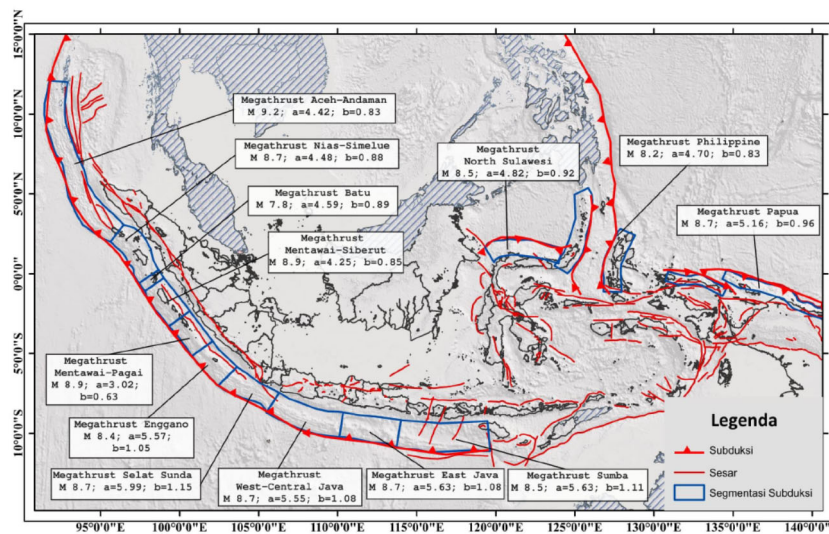 15°0'0"N
10°0'0"N
5°0'0"N
0°0'0"
5°0'0"S
10°0'0"S
Megathrust Aceh-Andaman
M 9.2; a=4.42; b=0.83
Megathrust Nias-Simelue
M 8.7; a=4.48; b=0.88
Megathrust Batu
M 7.8; a=4.59; b=0.89
Megathrust
Mentawai-Siberut
M 8.9; a=4.25; b=0.85
Megathrust
North Sulawesi
M 8.5; a=4.82; b=0.92
Megathrust Philippine
M 8.2; a=4.70; b=0.83
Megathrust Papua
M 8.7; a=5.16; b=0.96
Megathrust
Mentawai-Pagai
M 8.9; a=3.02;
b=0.63
Megathrust Enggano
M 8.4; a=5.57;
b=1.05
Megathrust Selat Sunda
M 8.7; a=5.99; b=1.15
Megathrust
West-Central Java
M 8.7; a=5.55; b=1.08
Megathrust East Java
M 8.7; a=5.63; b=1.08
Megathrust Sumba
M 8.5; a=5.63; b=1.11
Legenda
Subduksi
Sesar
Segmentasi Subduksi
95°0'0"E 100°0'0"E 105°0'0"E 110°0'0"E 115°0'0"E 120°0'0"E 125°0'0"E 130°0'0"E 135°0'0"E 140°0'0"E